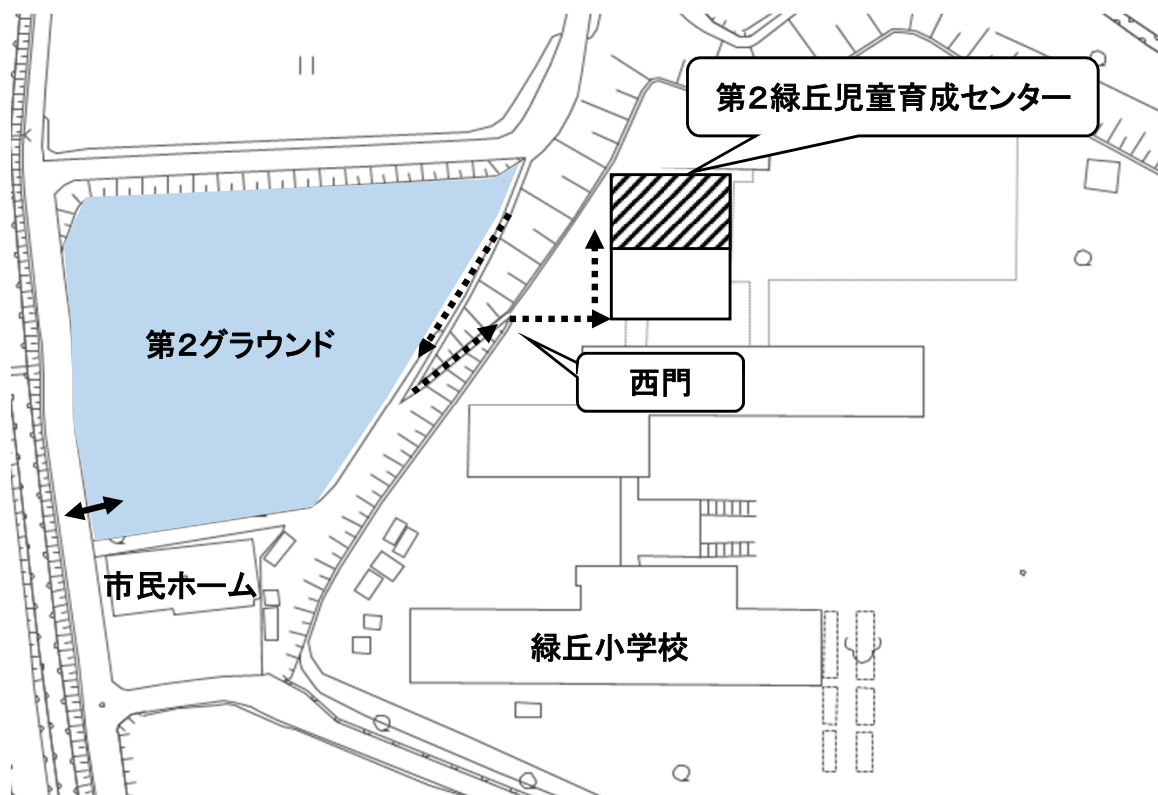 第2緑丘児童育成センター
第2グラウンド
西門
市民ホーム
緑丘小学校